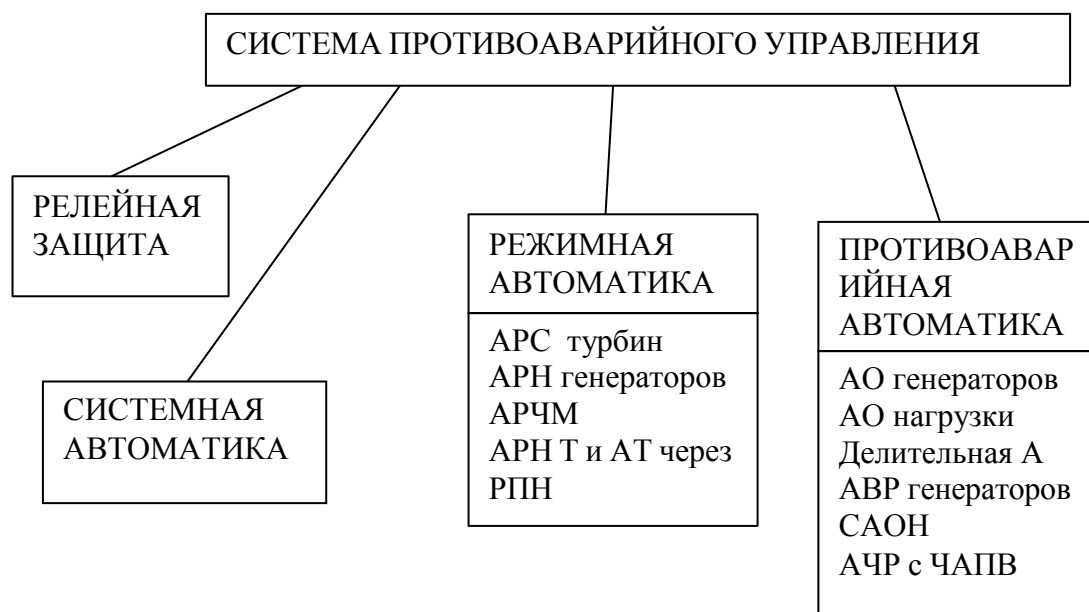 СИСТЕМА ПРОТИВОАВАРИЙНОГО УПРАВЛЕНИЯ
РЕЛЕЙНАЯ
ЗАЩИТА
СИСТЕМНАЯ
АВТОМАТИКА
РЕЖИМНАЯ
АВТОМАТИКА
АРС турбин
АРН генераторов
АРЧМ
АРН Т и АТ через
РПН
ПРОТИВОАВАР
ИЙНАЯ
АВТОМАТИКА
АО генераторов
АО нагрузки
Делительная А
АВР генераторов
САОН
АЧР с ЧАПВ